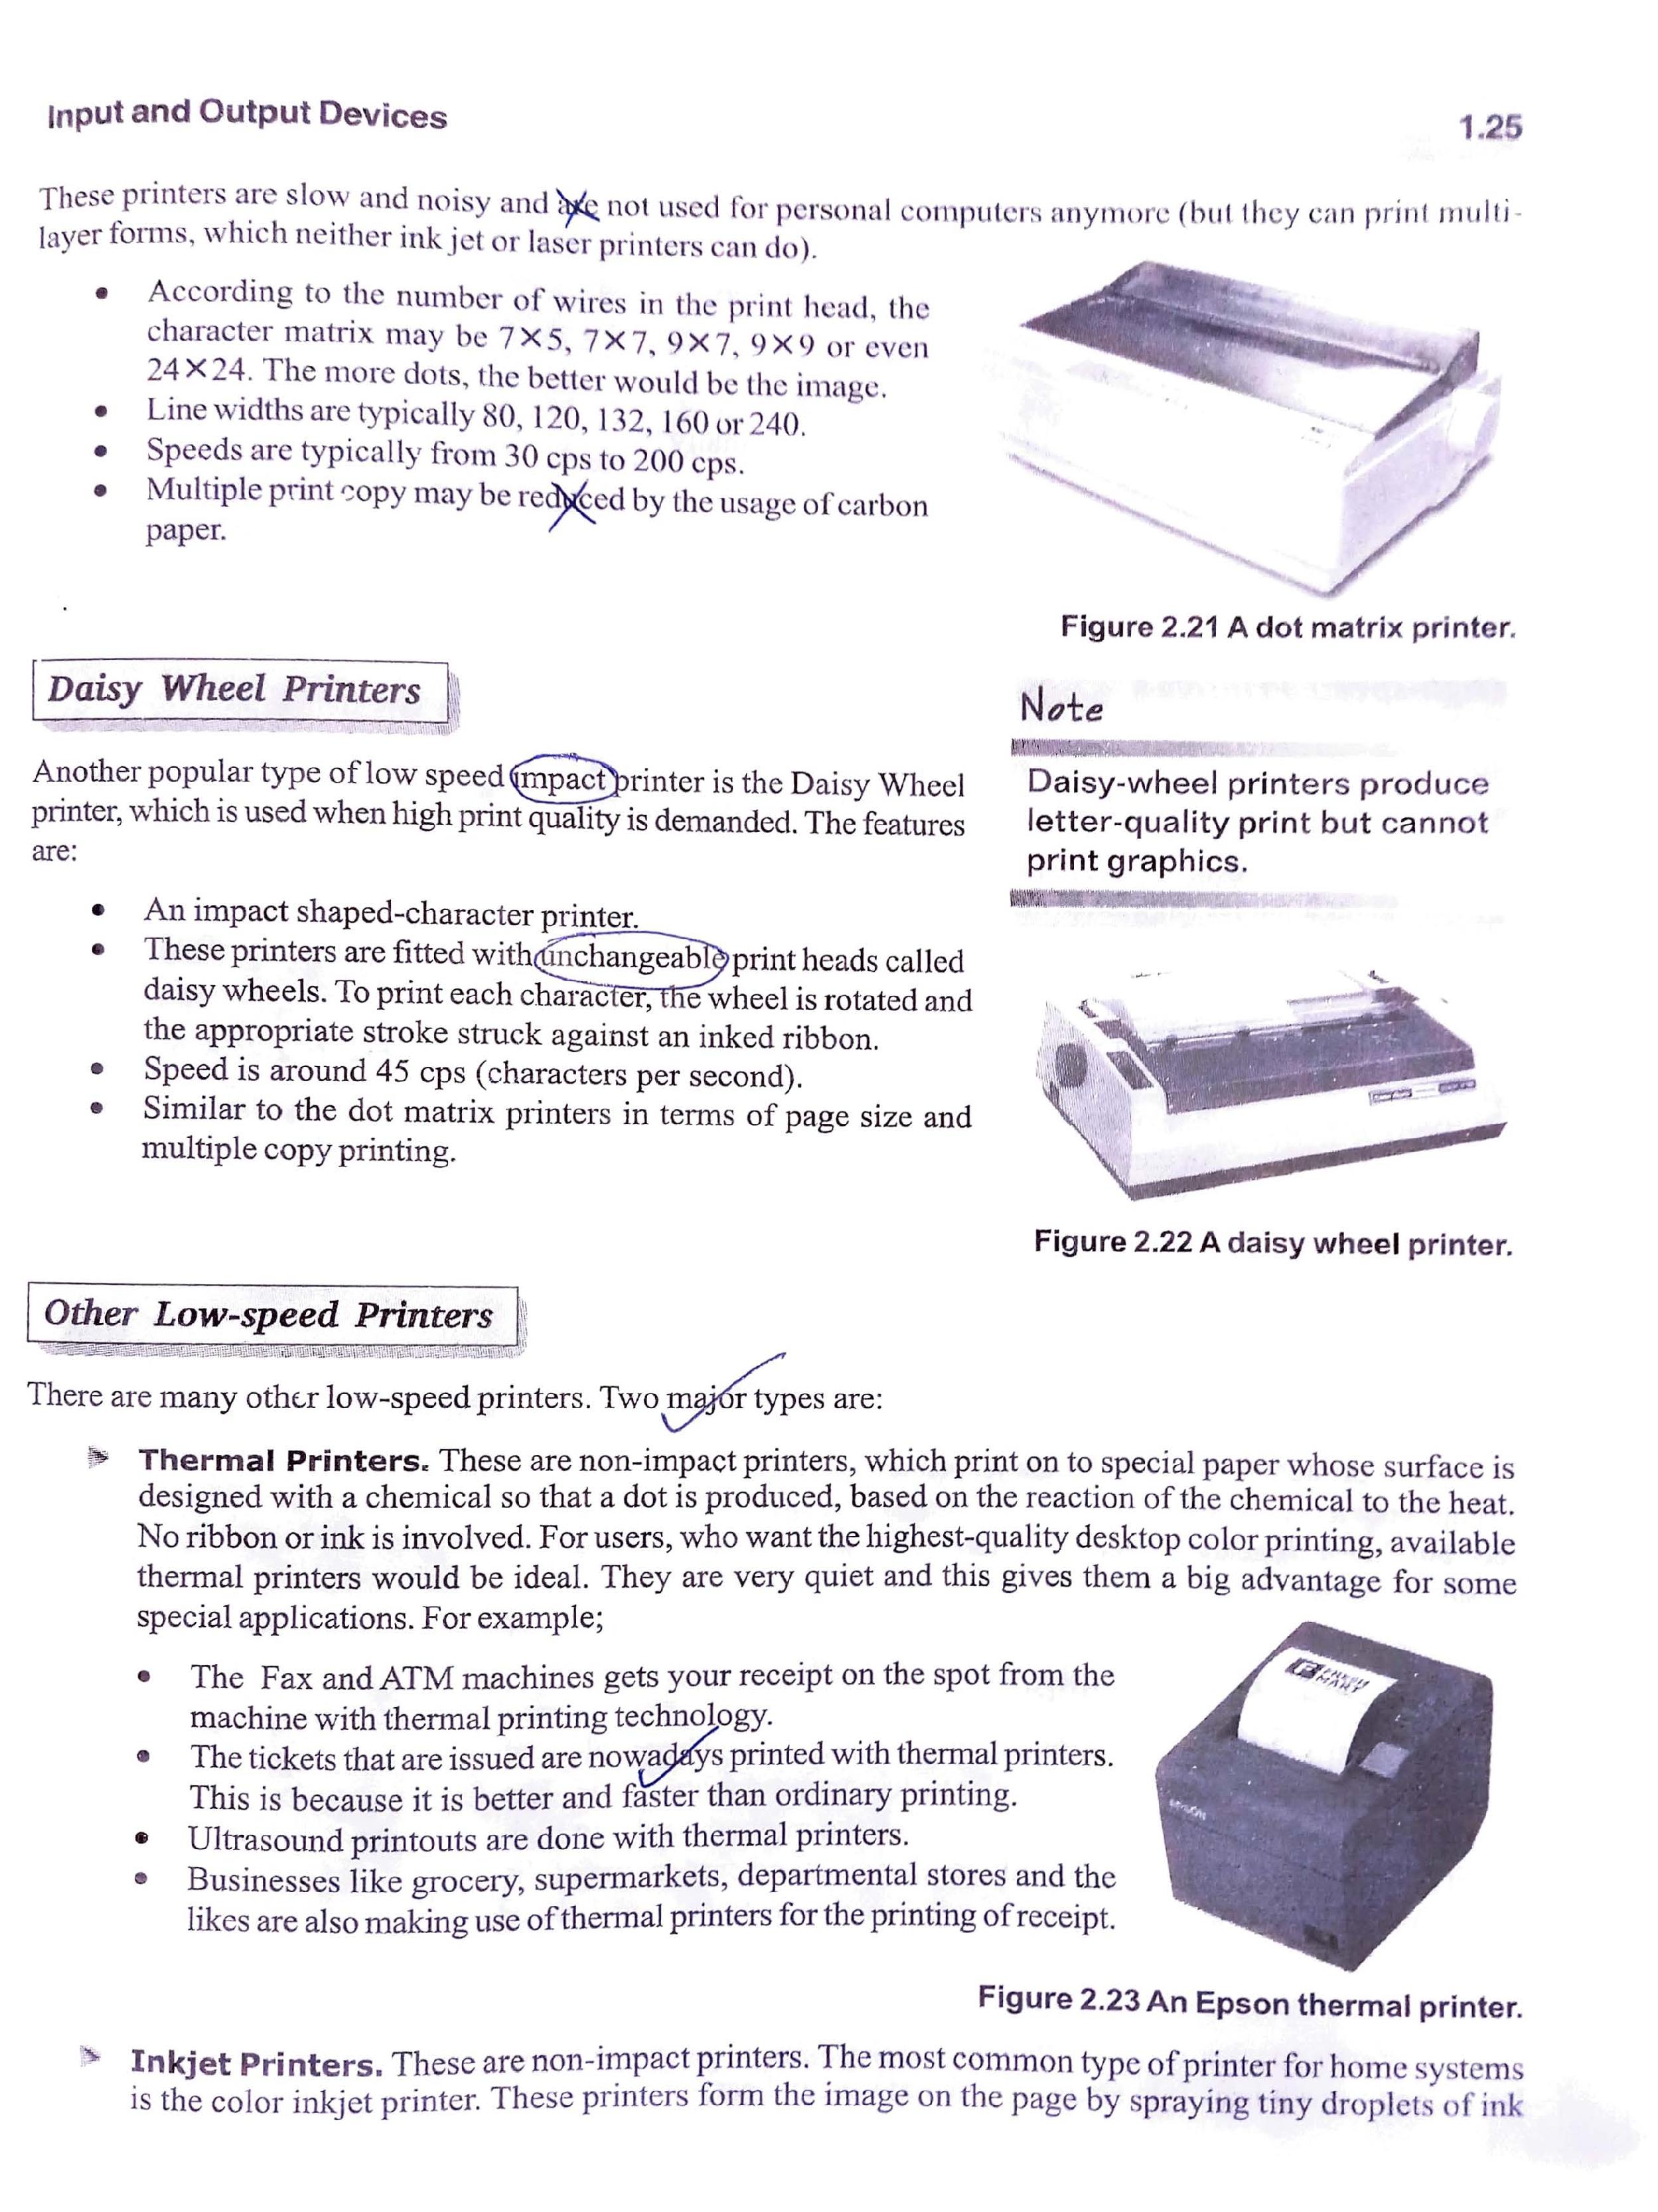 Input and Output Devices
1.25
These printers are slow and noisy and are not used for personal computers anymore (but they can print multi-
layer forms, which neither ink jet or laser printers can do).
• According to the number of wires in the print head, the
character matrix may be 7×5, 7×7, 9×7, 9×9 or even
24×24. The more dots, the better would be the image.
• Line widths are typically 80, 120, 132, 160 or 240.
• Speeds are typically from 30 cps to 200 cps.
• Multiple print copy may be reduced by the usage of carbon
paper.
Figure 2.21 A dot matrix printer.
Daisy Wheel Printers
Another popular type of low speed impact printer is the Daisy Wheel
printer, which is used when high print quality is demanded. The features
are:
• An impact shaped-character printer.
• These printers are fitted with unchangeable print heads called
daisy wheels. To print each character, the wheel is rotated and
the appropriate stroke struck against an inked ribbon.
• Speed is around 45 cps (characters per second).
• Similar to the dot matrix printers in terms of page size and
multiple copy printing.
Note
Daisy-wheel printers produce
letter-quality print but cannot
print graphics.
Figure 2.22 A daisy wheel printer.
Other Low-speed Printers
There are many other low-speed printers. Two major types are:
Thermal Printers. These are non-impact printers, which print on to special paper whose surface is
designed with a chemical so that a dot is produced, based on the reaction of the chemical to the heat.
No ribbon or ink is involved. For users, who want the highest-quality desktop color printing, available
thermal printers would be ideal. They are very quiet and this gives them a big advantage for some
special applications. For example;
• The Fax and ATM machines gets your receipt on the spot from the
machine with thermal printing technology.
• The tickets that are issued are nowadays printed with thermal printers.
This is because it is better and faster than ordinary printing.
• Ultrasound printouts are done with thermal printers.
• Businesses like grocery, supermarkets, departmental stores and the
likes are also making use of thermal printers for the printing of receipt.
EPSON
Figure 2.23 An Epson thermal printer.
Inkjet Printers. These are non-impact printers. The most common type of printer for home systems
is the color inkjet printer. These printers form the image on the page by spraying tiny droplets of ink